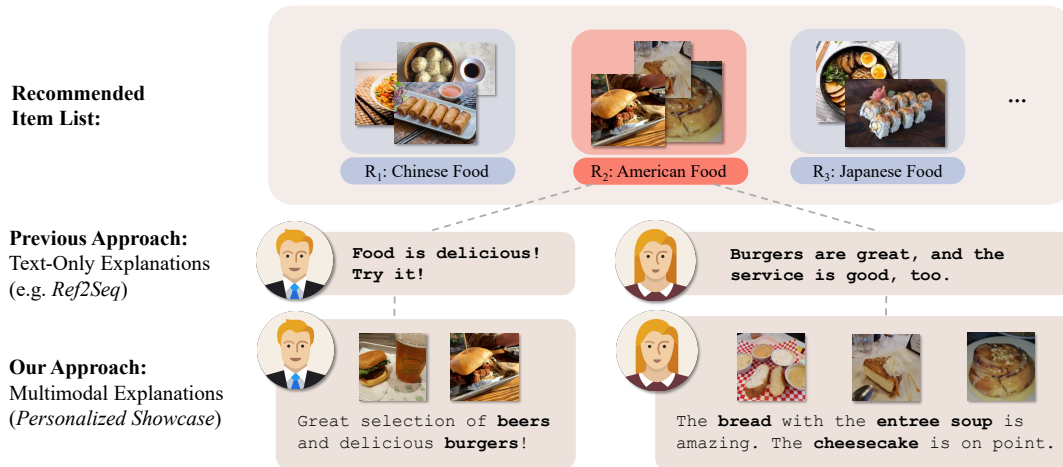 Recommended
Item List:
R₁: Chinese Food
R₂: American Food
R₃: Japanese Food
...
Previous Approach:
Text-Only Explanations
(e.g. Ref2Seq)
Food is delicious!
Try it!
Burgers are great, and the
service is good, too.
Our Approach:
Multimodal Explanations
(Personalized Showcase)
Great selection of beers
and delicious burgers!
The bread with the entree soup is
amazing. The cheesecake is on point.